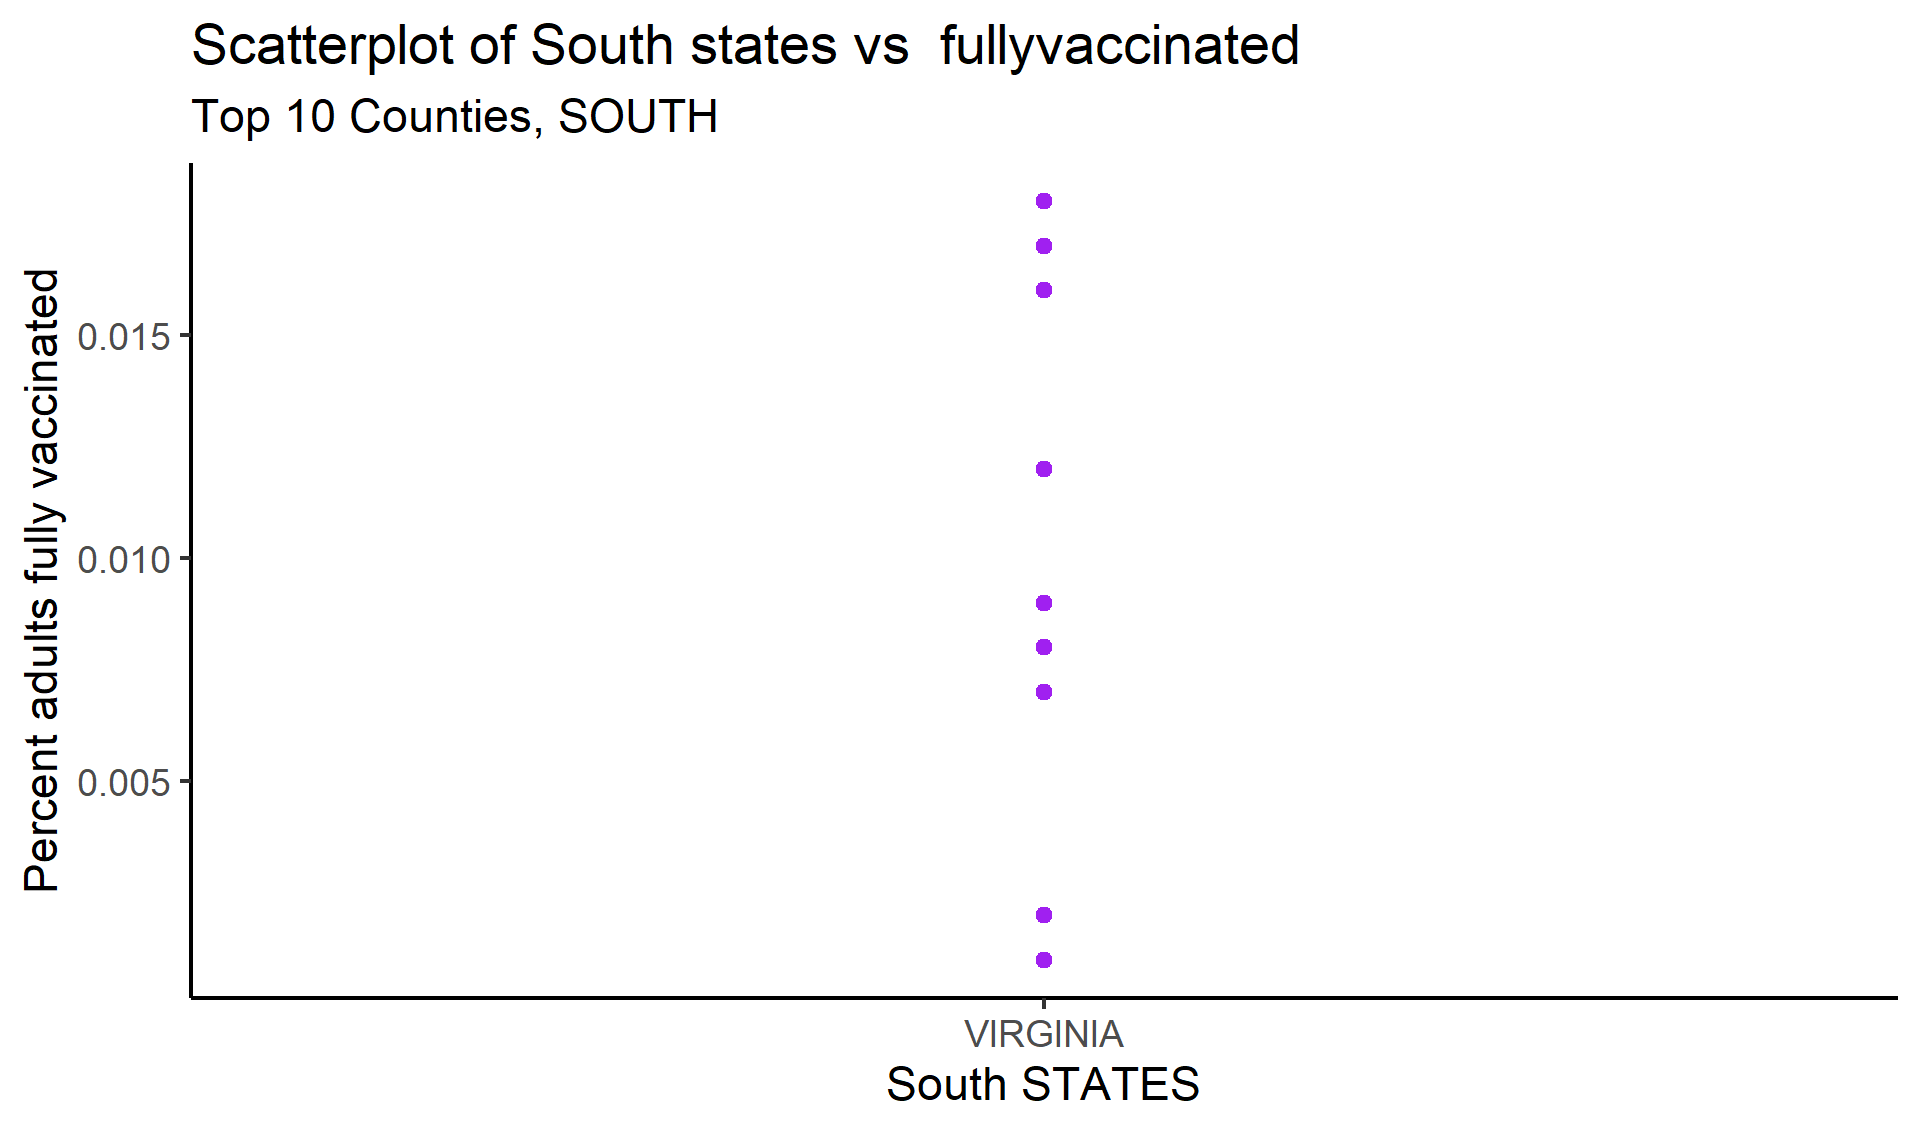 Scatterplot of South states vs  fullyvaccinated
Top 10 Counties, SOUTH
Percent adults fully vaccinated
0.015
0.010
0.005
VIRGINIA
South STATES